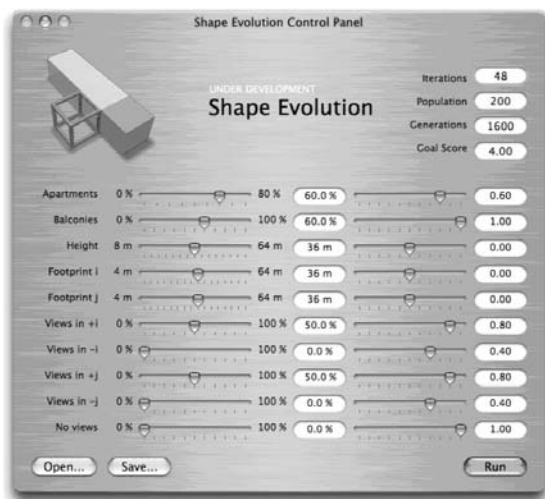 Shape Evolution Control Panel
UNDER DEVELOPMENT
Shape Evolution
Iterations 48
Population 200
Generations 1600
Goal Score 4.00
Apartments 0 % 80 % 60.0 % 0.60
Balconies 0 % 100 % 60.0 % 1.00
Height 8 m 64 m 36 m 0.00
Footprint i 4 m 64 m 36 m 0.00
Footprint j 4 m 64 m 36 m 0.00
Views in +i 0 % 100 % 50.0 % 0.80
Views in -i 0 % 100 % 0.0 % 0.40
Views in +j 0 % 100 % 50.0 % 0.80
Views in -j 0 % 100 % 0.0 % 0.40
No views 0 % 100 % 0.0 % 1.00
Open... Save... Run